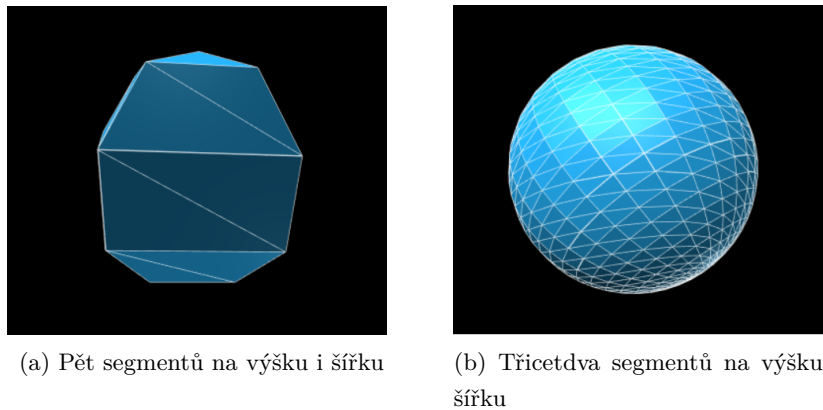 (a) Pět segmentů na výšku i šířku
(b) Třicetdva segmentů na výšku
šířku